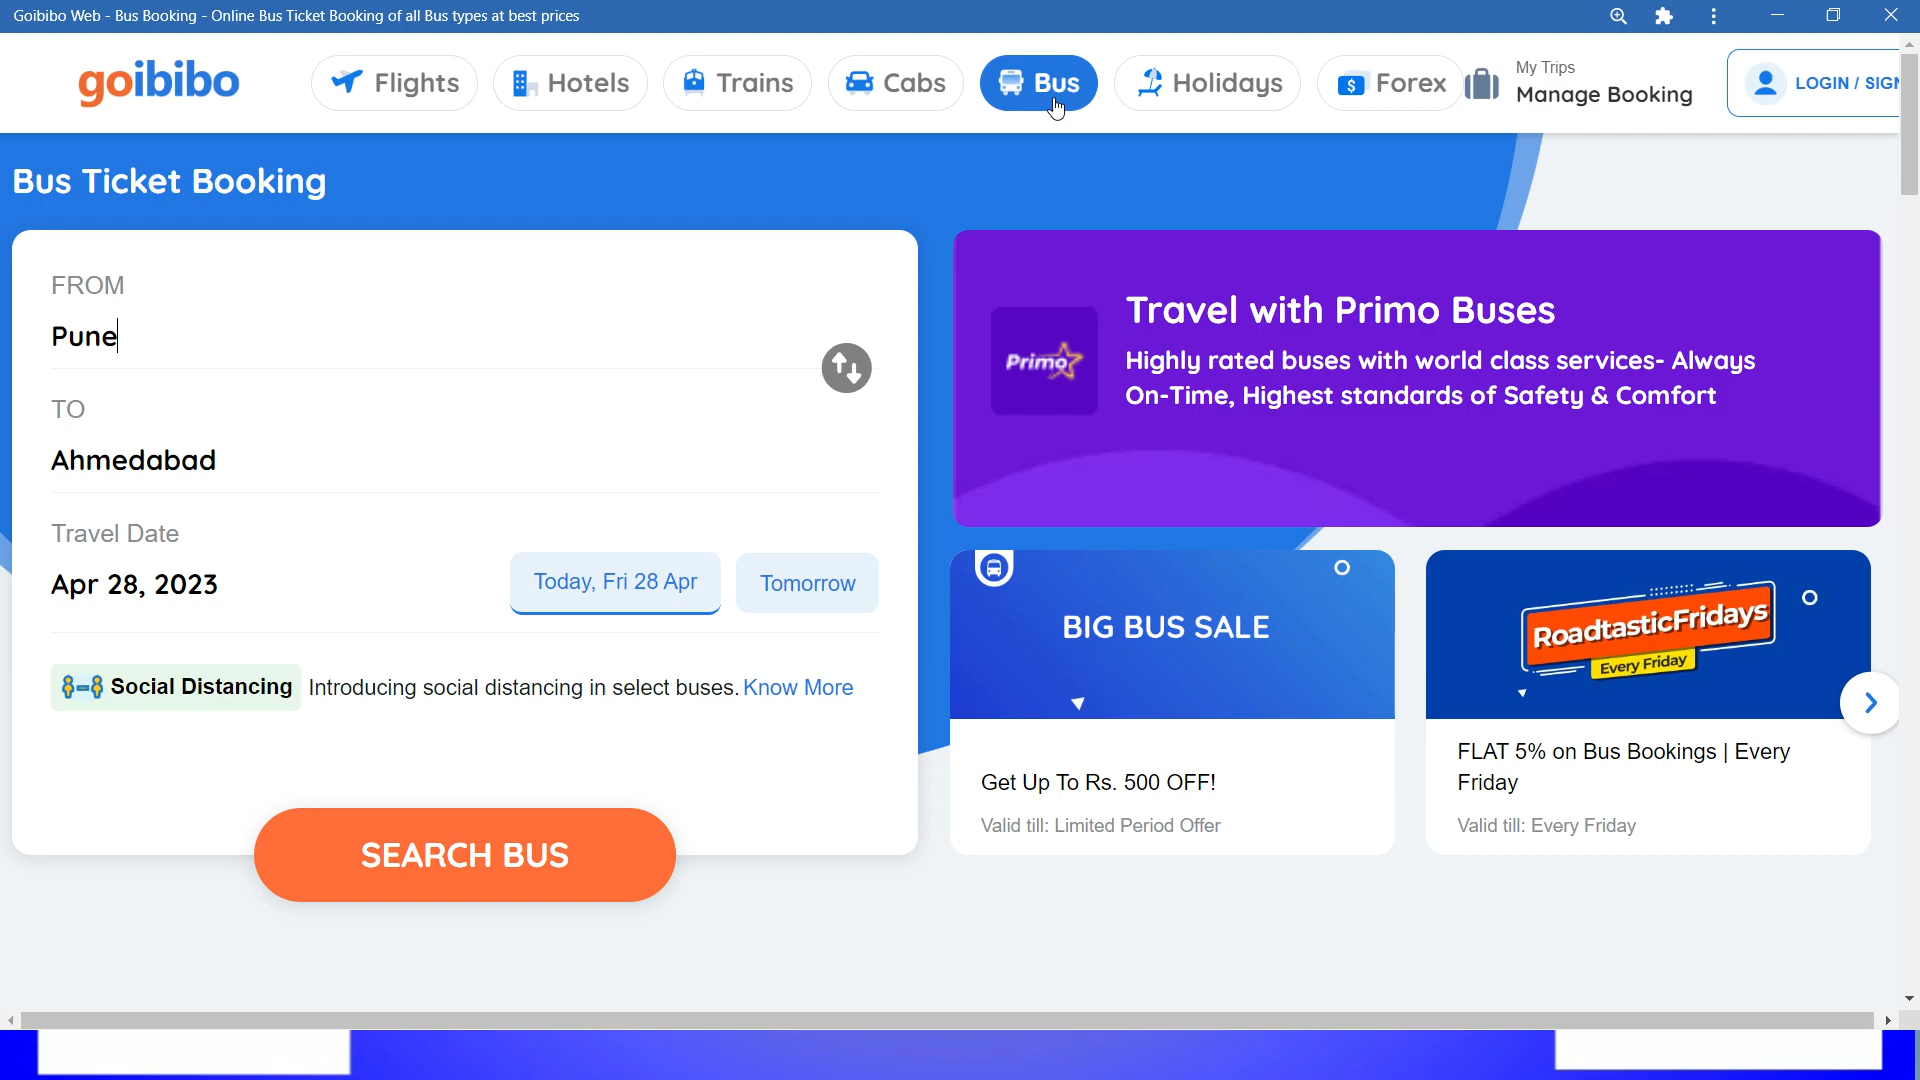 Goibibo Web - Bus Booking - Online Bus Ticket Booking of all Bus types at best prices
goibibo
Flights
Hotels
Trains
Cabs
Bus
Holidays
Forex
My Trips
Manage Booking
LOGIN / SIGN
Bus Ticket Booking
FROM
Pune
TO
Ahmedabad
Travel Date
Apr 28, 2023
Today, Fri 28 Apr
Tomorrow
Social Distancing Introducing social distancing in select buses. Know More
SEARCH BUS
Primo
Travel with Primo Buses
Highly rated buses with world class services- Always
On-Time, Highest standards of Safety & Comfort
BIG BUS SALE
Get Up To Rs. 500 OFF!
Valid till: Limited Period Offer
RoadtasticFridays
Every Friday
FLAT 5% on Bus Bookings | Every
Friday
Valid till: Every Friday